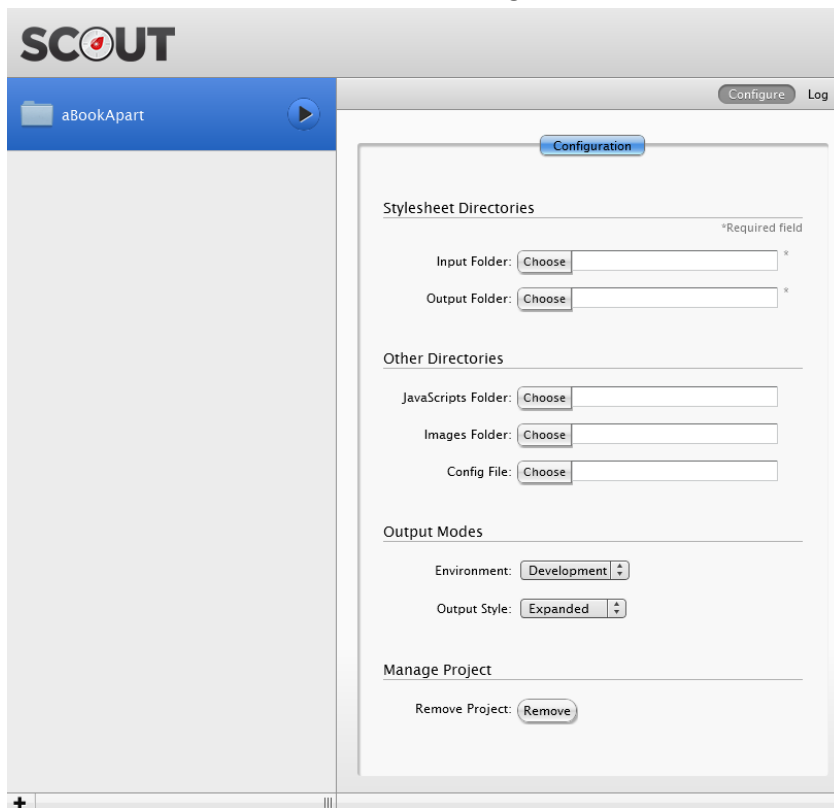 SCOUT
aBookApart
Configure Log
Configuration
Stylesheet Directories
*Required field
Input Folder: Choose *
Output Folder: Choose *
Other Directories
JavaScripts Folder: Choose
Images Folder: Choose
Config File: Choose
Output Modes
Environment: Development
Output Style: Expanded
Manage Project
Remove Project: Remove